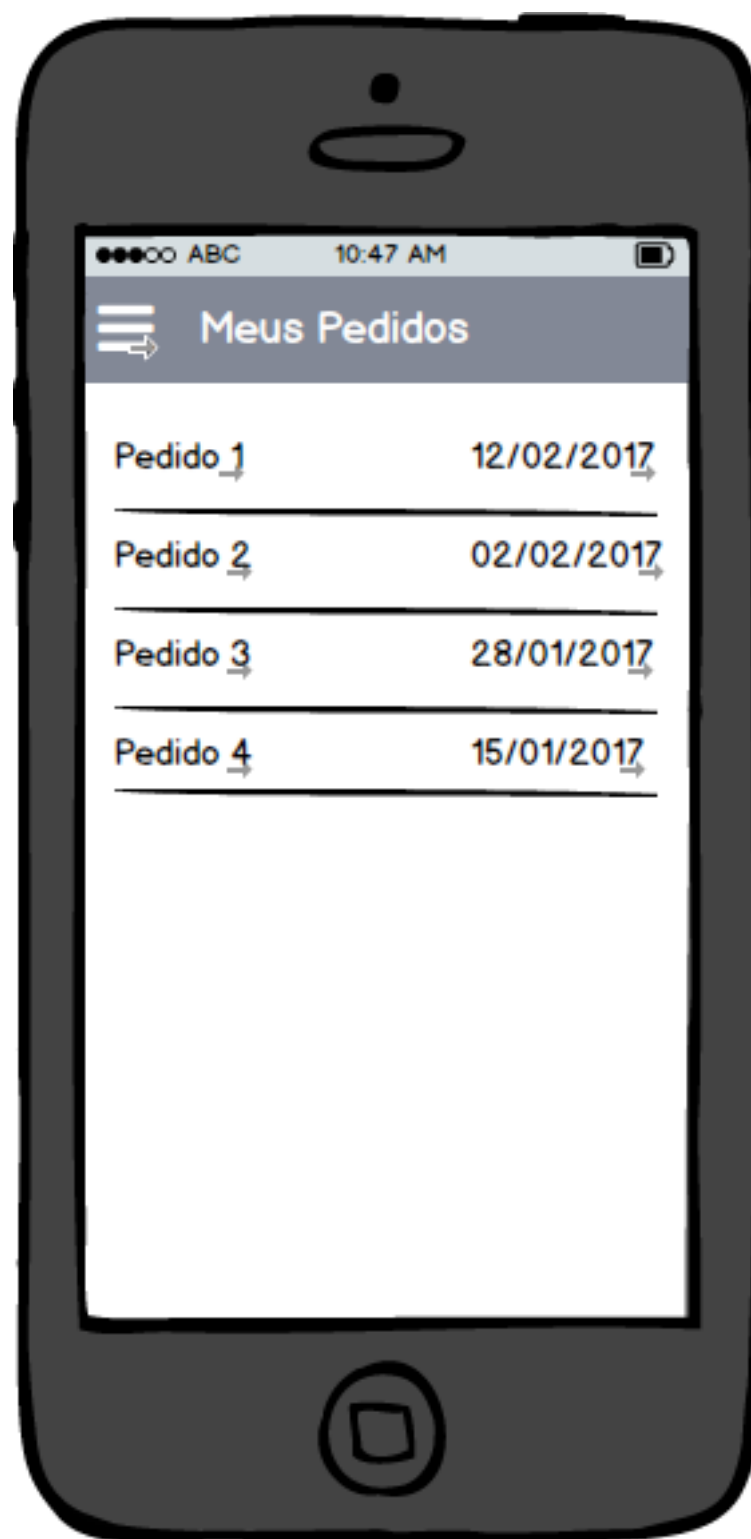 ABC 10:47 AM
Meus Pedidos
Pedido 1 12/02/2017
Pedido 2 02/02/2017
Pedido 3 28/01/2017
Pedido 4 15/01/2017